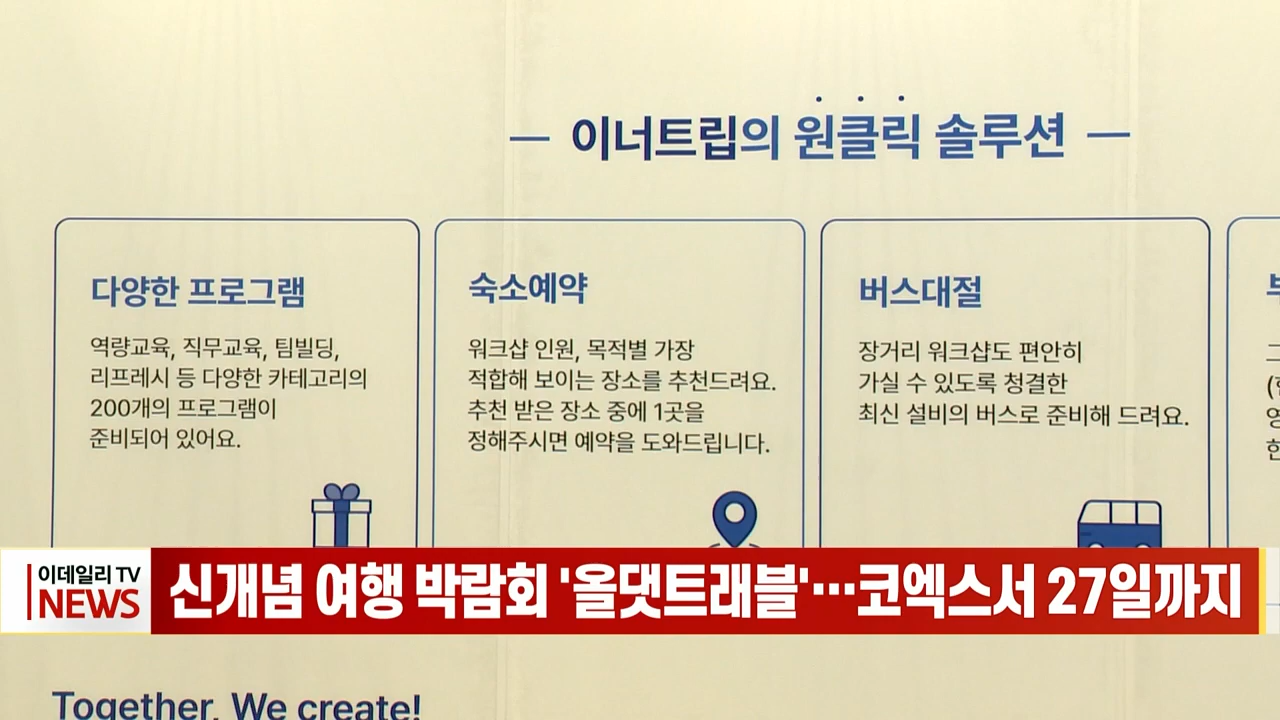 이너트립의 원클릭 솔루션
다양한 프로그램
역량교육, 직무교육, 팀빌딩,
리프레시 등 다양한 카테고리의
200개의 프로그램이
준비되어 있어요.
숙소예약
워크샵 인원, 목적별 가장
적합해 보이는 장소를 추천드려요.
추천 받은 장소 중에 1곳을
정해주시면 예약을 도와드립니다.
버스대절
장거리 워크샵도 편안히
가실 수 있도록 청결한
최신 설비의 버스로 준비해 드려요.
이데일리 TV
NEWS
신개념 여행 박람회 '올댓트래블'…코엑스서 27일까지
Together, We create!